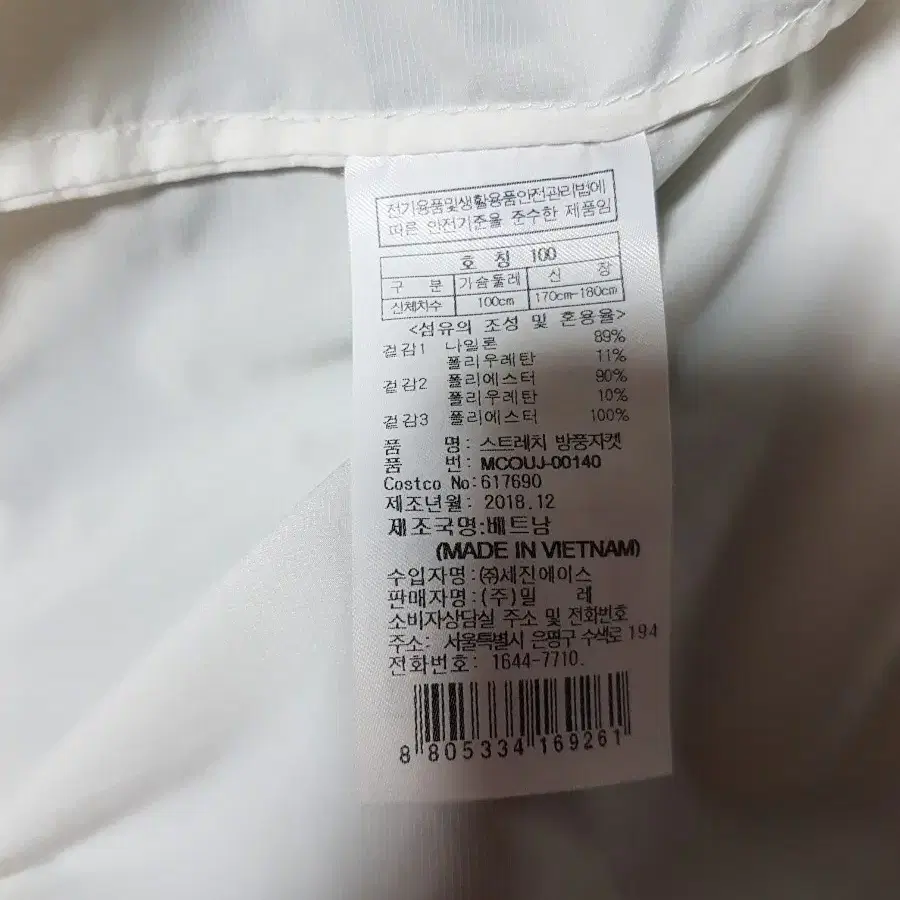 전기용품및생활용품안전관리법에
따른 안전기준을 준수한 제품임
호 칭 100
구 분 가슴둘레 신 장
신체치수 100cm 170cm-180cm
<섬유의 조성 및 혼용율>
겉감1 나일론 89%
폴리우레탄 11%
겉감2 폴리에스터 90%
폴리우레탄 10%
겉감3 폴리에스터 100%
품 명: 스트레치 방풍자켓
품 번: MCOUJ-00140
Costco No:617690
제조년월: 2018.12
제조국명:베트남
(MADE IN VIETNAM)
수입자명:㈜세진에이스
판매자명:(주)밀 레
소비자상담실 주소 및 전화번호
주소: 서울특별시 은평구 수색로 194
전화번호: 1644-7710.
8 805334 169261